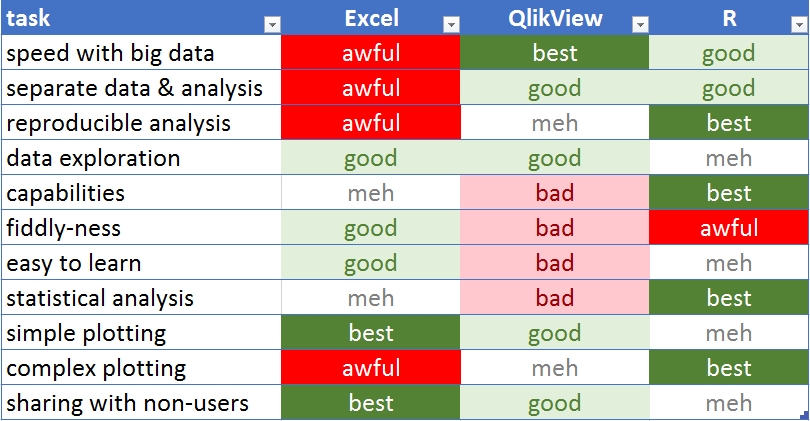 task Excel QlikView R
speed with big data awful best good
separate data & analysis awful good good
reproducible analysis awful meh best
data exploration good good meh
capabilities meh bad best
fiddly-ness good bad awful
easy to learn good bad meh
statistical analysis meh bad best
simple plotting best good meh
complex plotting awful meh best
sharing with non-users best good meh